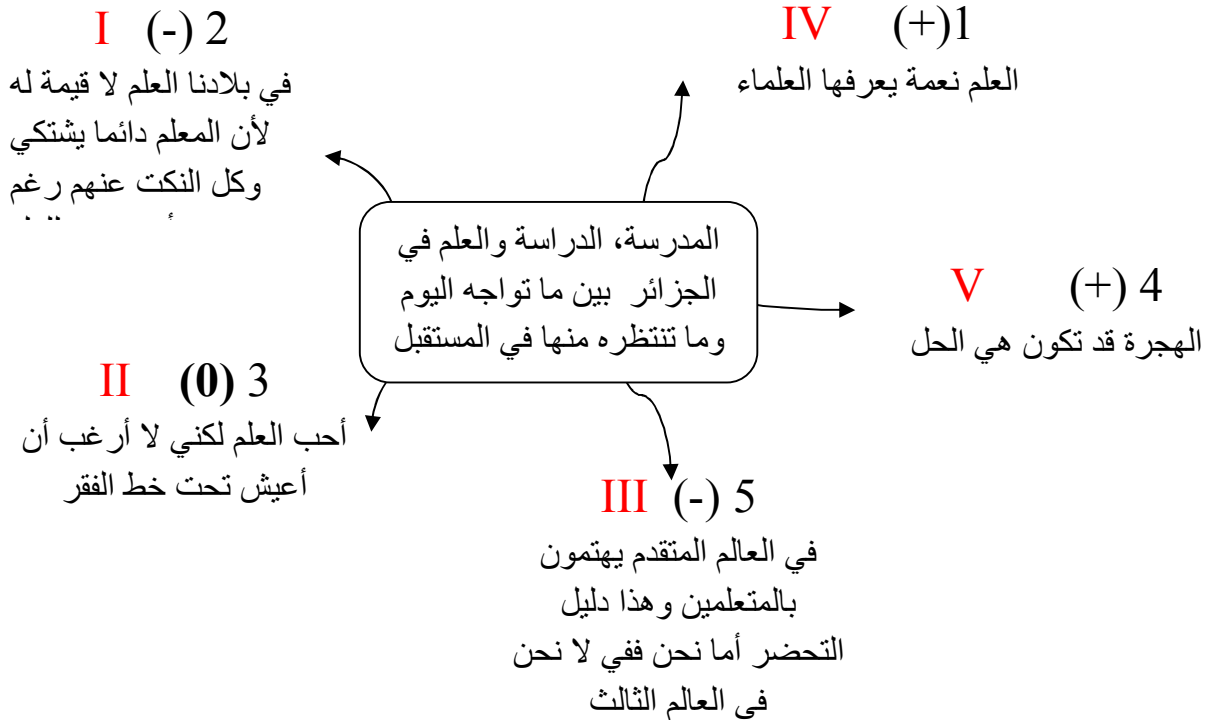 IV (+)1
العلم نعمة يعرفها العلماء
I (-) 2
في بلادنا العلم لا قيمة له
لأن المعلم دائما يشتكي
وكل النكت عنهم رغم
المدرسة، الدراسة والعلم في
الجزائر بين ما تواجه اليوم
وما تنتظره منها في المستقبل
V (+) 4
الهجرة قد تكون هي الحل
II (0) 3
أحب العلم لكني لا أرغب أن
أعيش تحت خط الفقر
III (-) 5
في العالم المتقدم يهتمون
بالمتعلمين وهذا دليل
التحضر أما نحن ففي لا نحن
في العالم الثالث